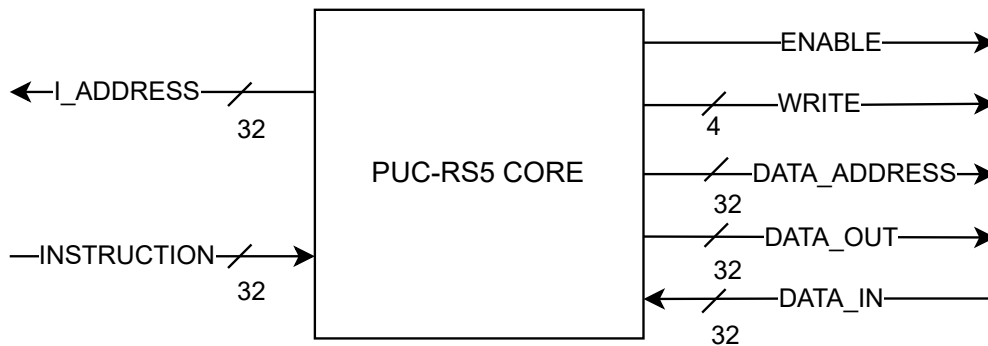 I_ADDRESS
32
INSTRUCTION
32
PUC-RS5 CORE
ENABLE
WRITE
4
DATA_ADDRESS
32
DATA_OUT
32
DATA_IN
32